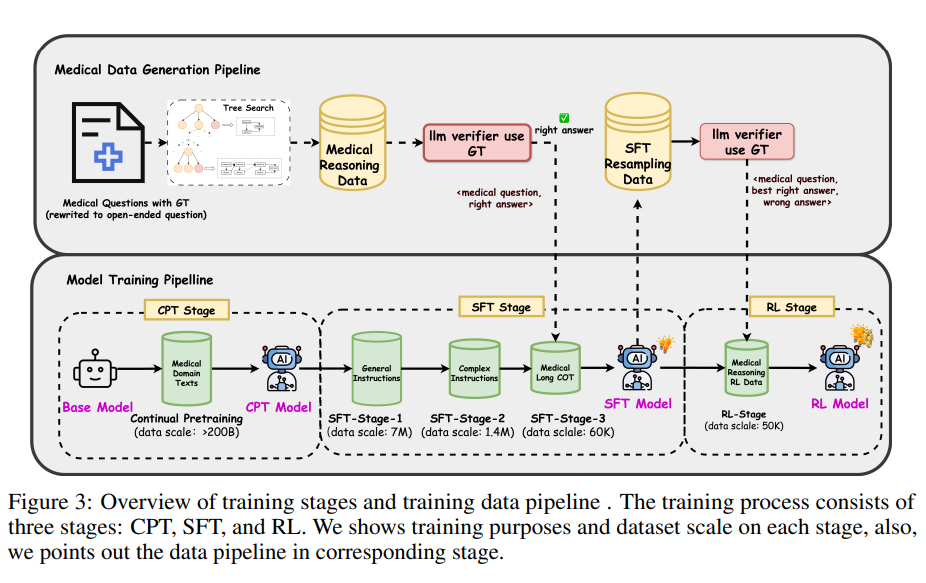 Medical Data Generation Pipeline
Tree Search
Medical
Reasoning
Data
llm verifier use
GT
right answer
SFT
Resampling
Data
llm verifier
use GT
Medical Questions with GT
(rewrited to open-ended question)
<medical question,
right answer>
<medical question,
best right answer,
wrong answer>
Model Training Pipelline
CPT Stage
SFT Stage
RL Stage
Base Model
Medical
Domain
Texts
AI
CPT Model
General
Instructions
Complex
Instructions
Medical
Long COT
AI
SFT Model
Medical
Reasoning
RL Data
AI
RL Model
Continual Pretraining
(data scale: >200B)
SFT-Stage-1
(data scale: 7M)
SFT-Stage-2
(data scale: 1.4M)
SFT-Stage-3
(data sclale: 60K)
RL-Stage
(data sclale: 50K)
Figure 3: Overview of training stages and training data pipeline . The training process consists of
three stages: CPT, SFT, and RL. We shows training purposes and dataset scale on each stage, also,
we points out the data pipeline in corresponding stage.